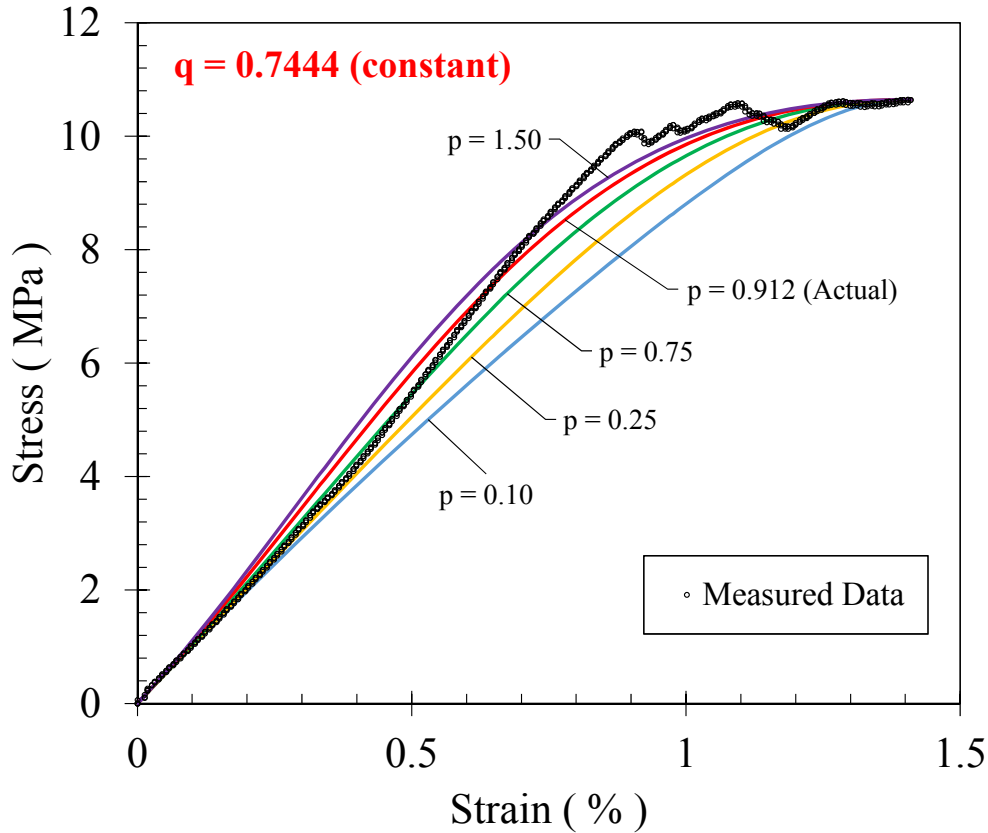 12
q = 0.7444 (constant)
10
p = 1.50
8
p = 0.912 (Actual)
p = 0.75
6
p = 0.25
4
p = 0.10
2
Measured Data
0
Stress ( MPa )
0
0.5
1
1.5
Strain ( % )